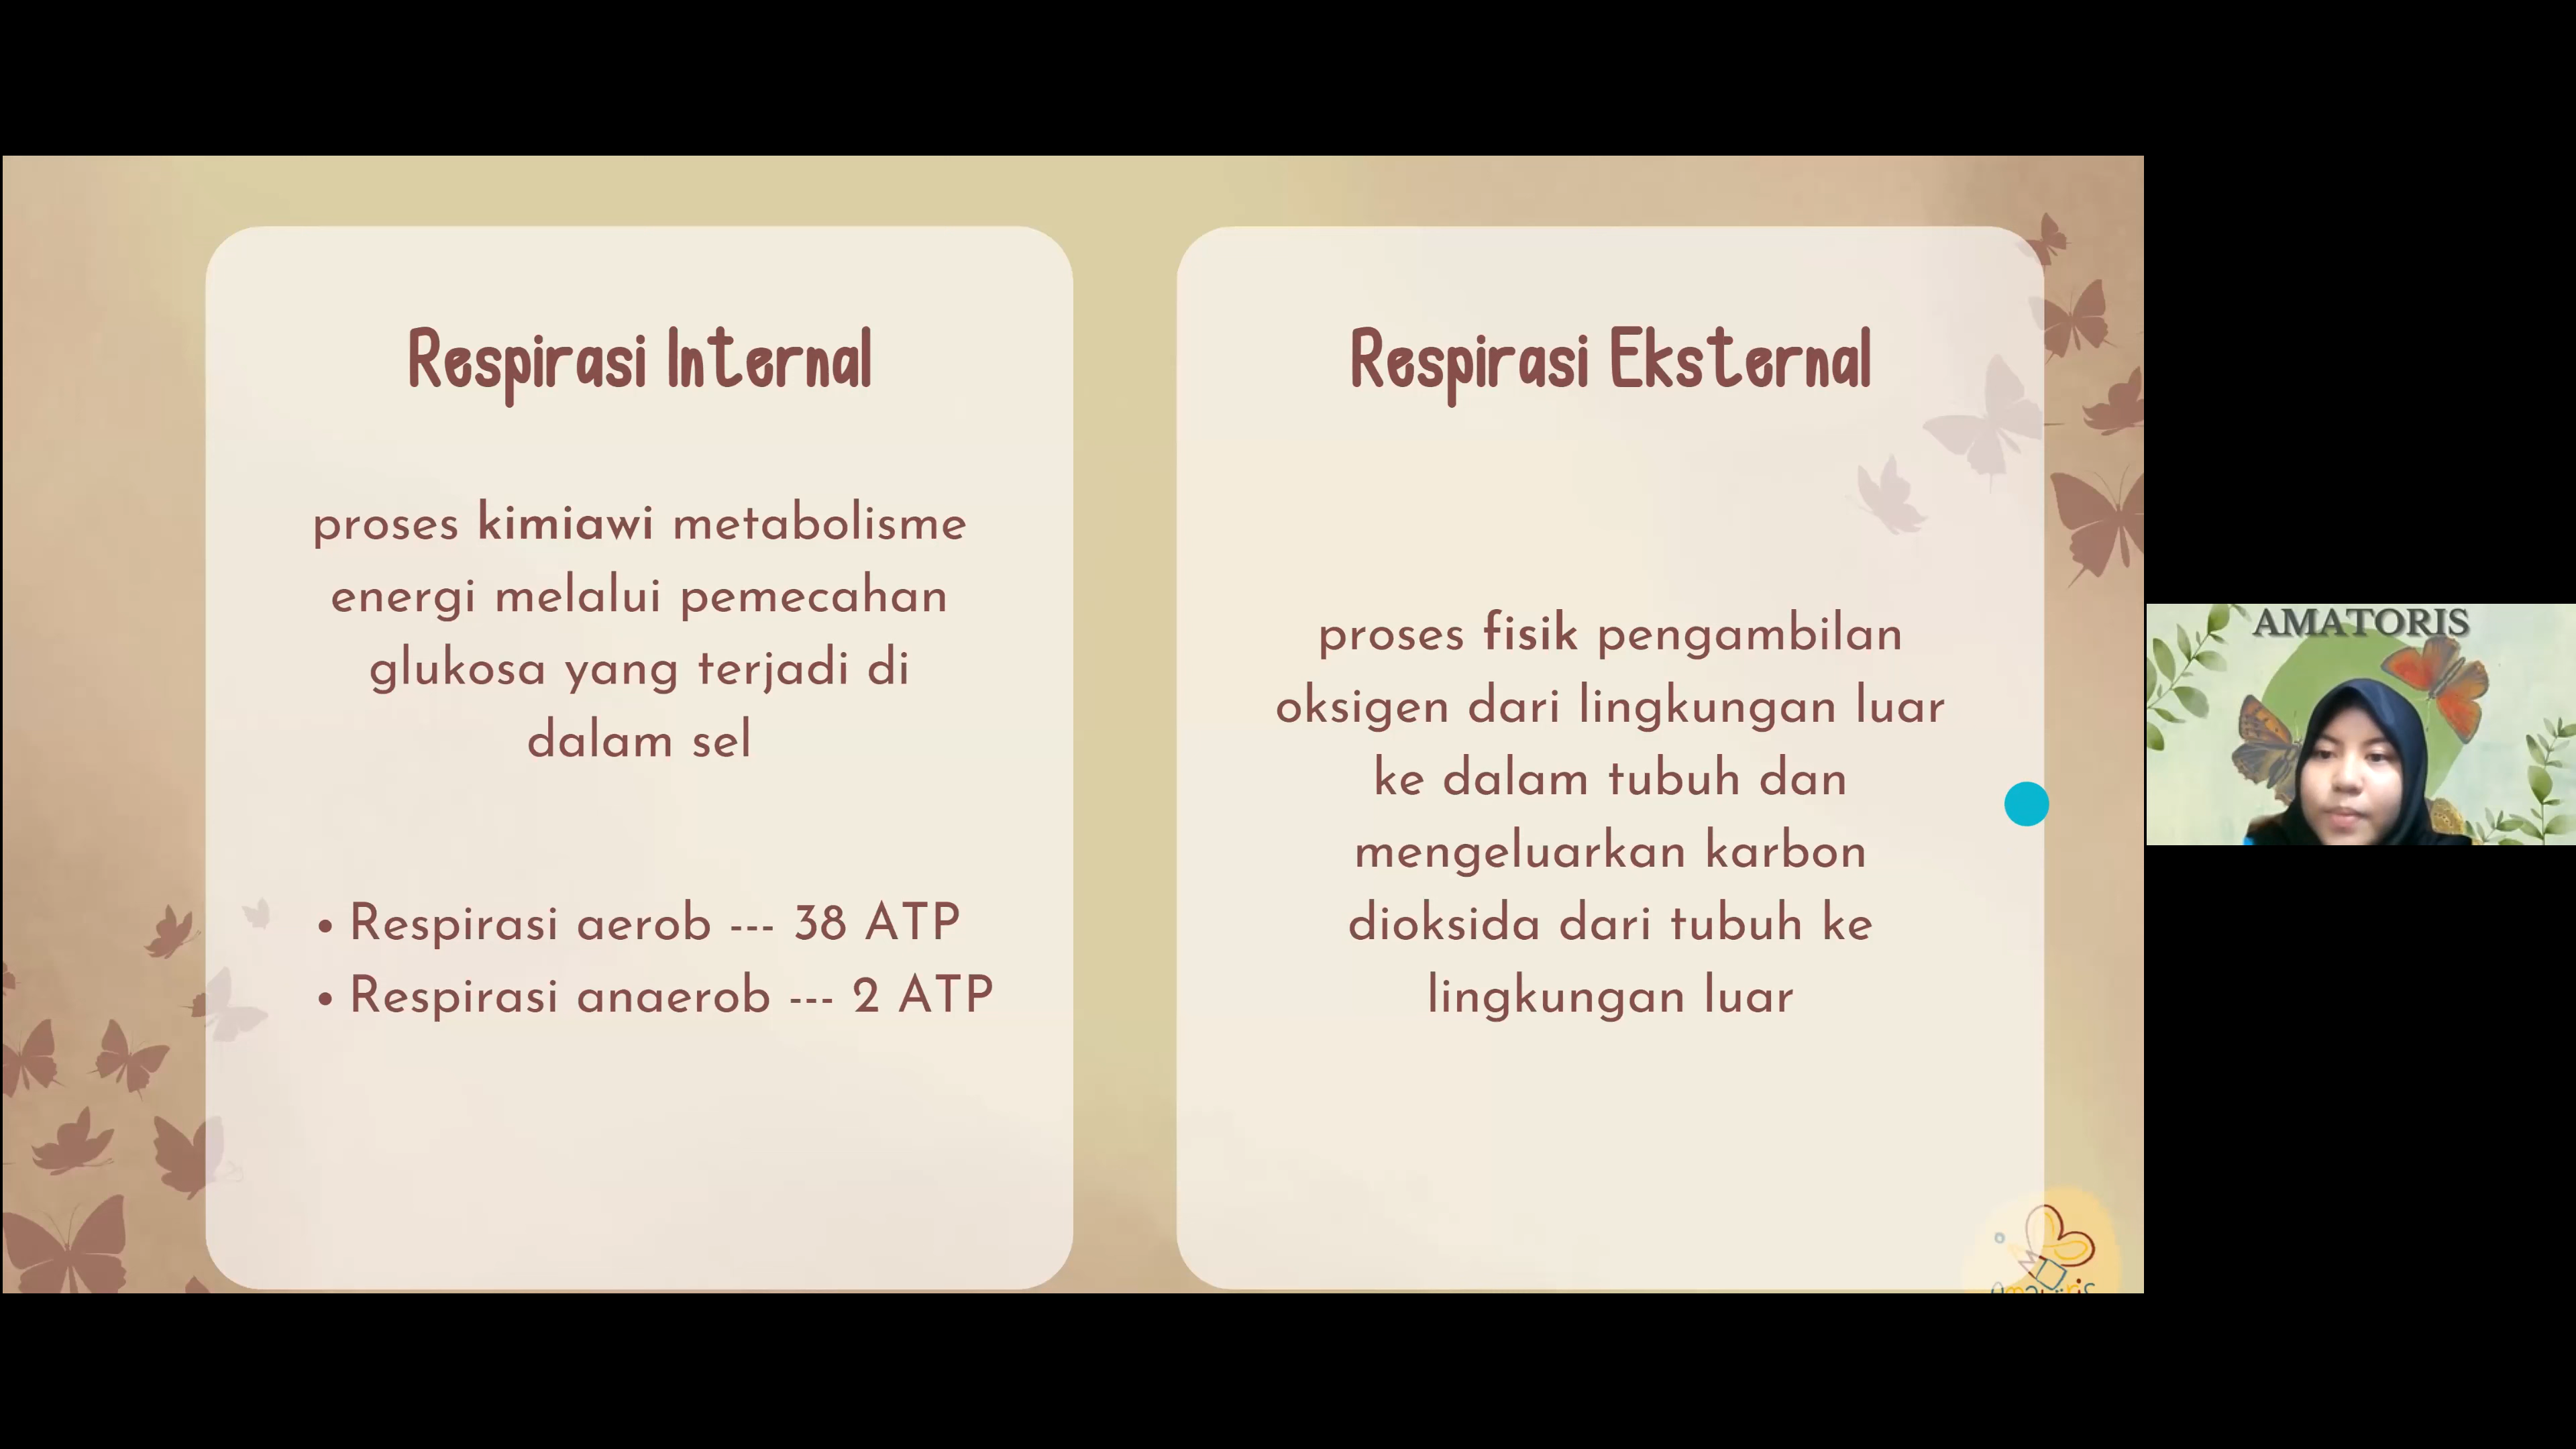 Respirasi Internal
proses kimiawi metabolisme
energi melalui pemecahan
glukosa yang terjadi di
dalam sel
• Respirasi aerob --- 38 ATP
• Respirasi anaerob --- 2 ATP
Respirasi Eksternal
proses fisik pengambilan
oksigen dari lingkungan luar
ke dalam tubuh dan
mengeluarkan karbon
dioksida dari tubuh ke
lingkungan luar
AMATORIS